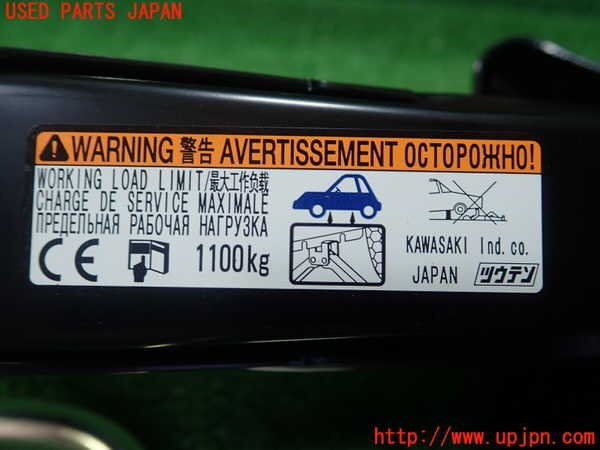 USED PARTS JAPAN
WARNING 警告 AVERTISSEMENT ОСТОРОЖНО!
WORKING LOAD LIMIT/最大工作负载
CHARGE DE SERVICE MAXIMALE
ПРЕДЕЛЬНАЯ РАБОЧАЯ НАГРУЗКА
CE 1100kg
KAWASAKI Ind. co.
JAPAN ツウテン
http://www.upjpn.com/